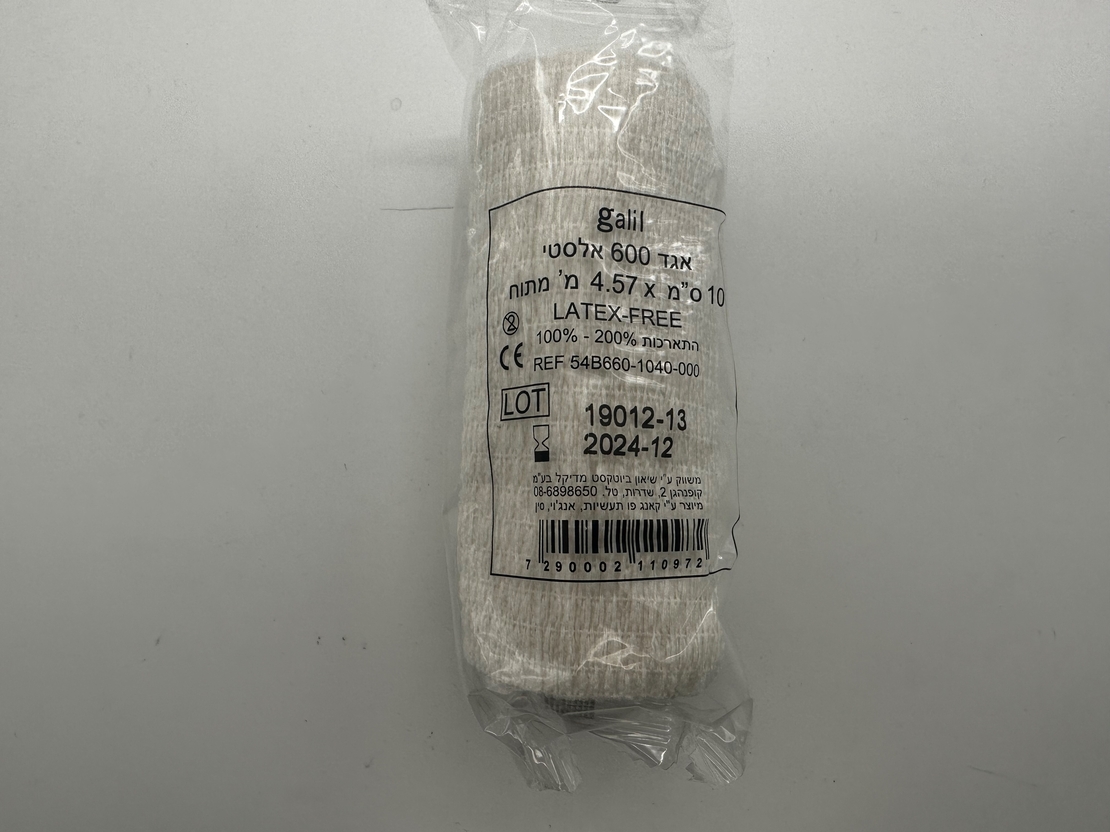 galil
אגד 600 אלסטי
10 ס"מ x 4.57 מ' מתוח
LATEX-FREE
התארכות 100% - 200%
CE REF 54B660-1040-000
LOT 19012-13
2024-12
משווק ע"י שיאון ביוטקסט מדיקל בע"מ
קופנהגן 2, שדרות, טל. 08-6898650
מיוצר ע"י קאנג פו תעשיות, אנג'וי, סין
7 290002 110972